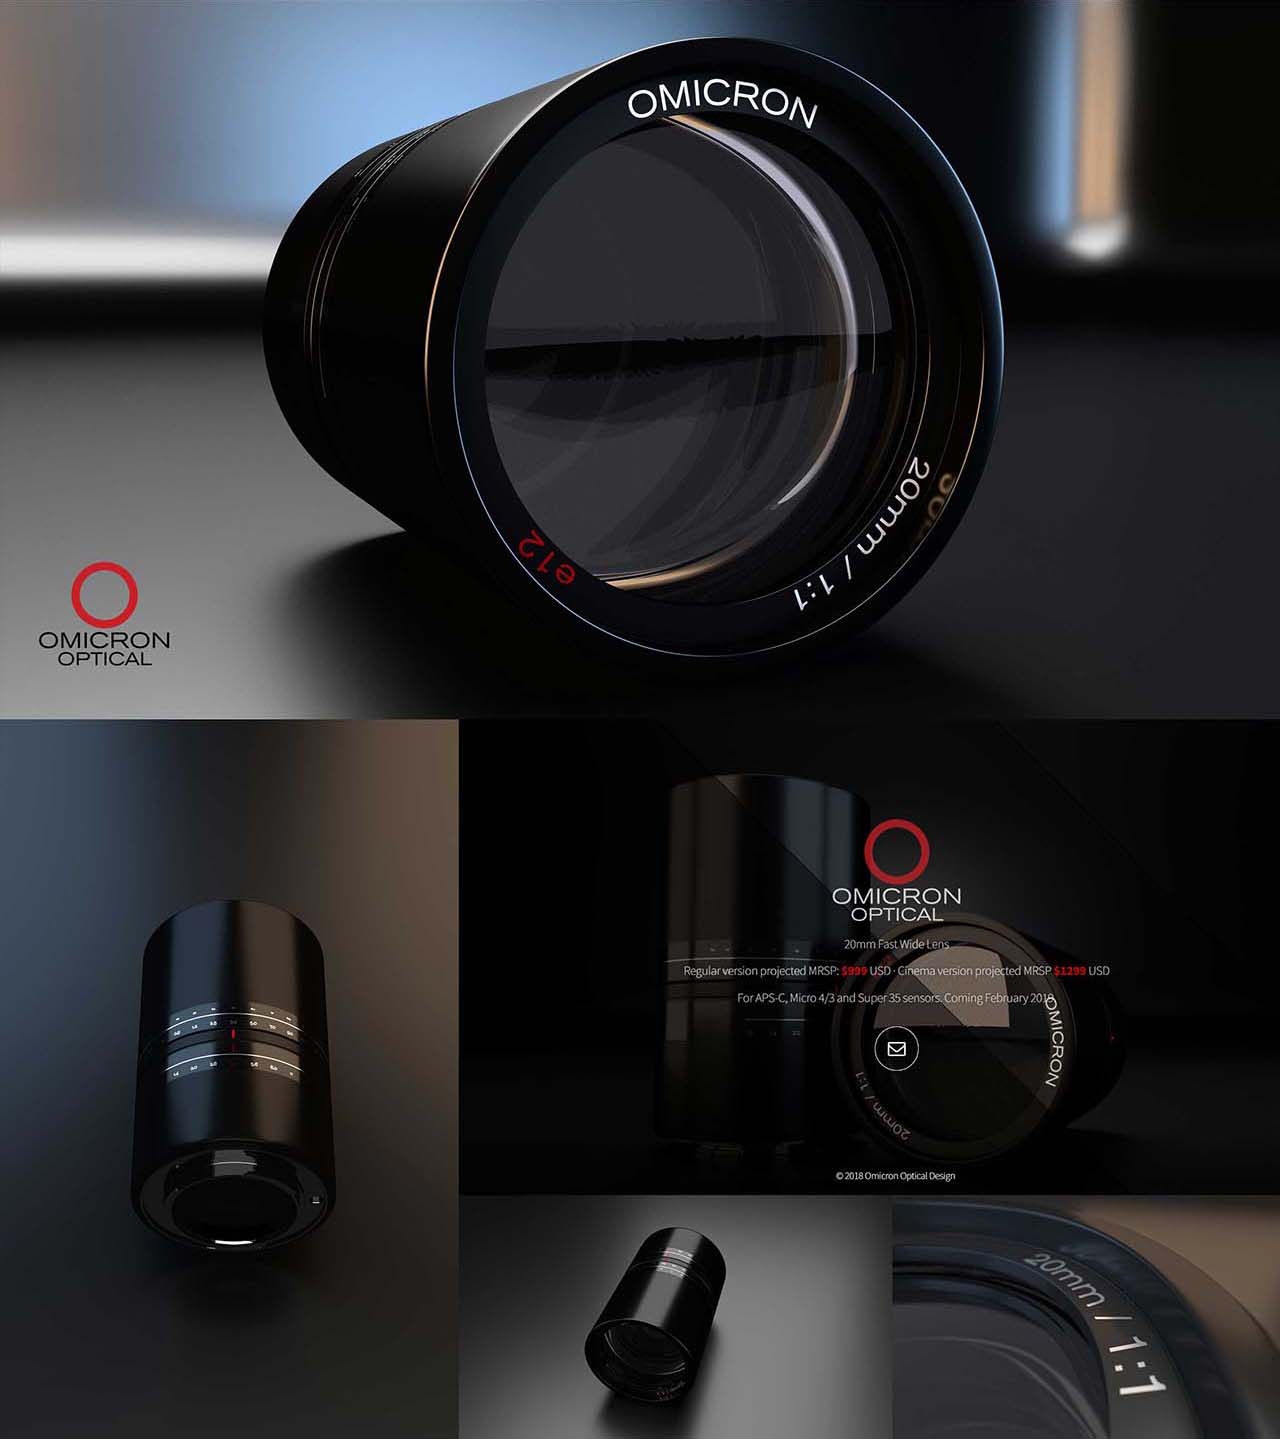 OMICRON
20mm / 1:1
e12
OMICRON
OPTICAL
OMICRON
OPTICAL
20mm Fast Wide Lens
Regular version projected MRSP: $999 USD · Cinema version projected MRSP $1299 USD
For APS-C, Micro 4/3 and Super 35 sensors. Coming February 2019
OMICRON
20mm / 1:1
© 2018 Omicron Optical Design
20mm / 1:1